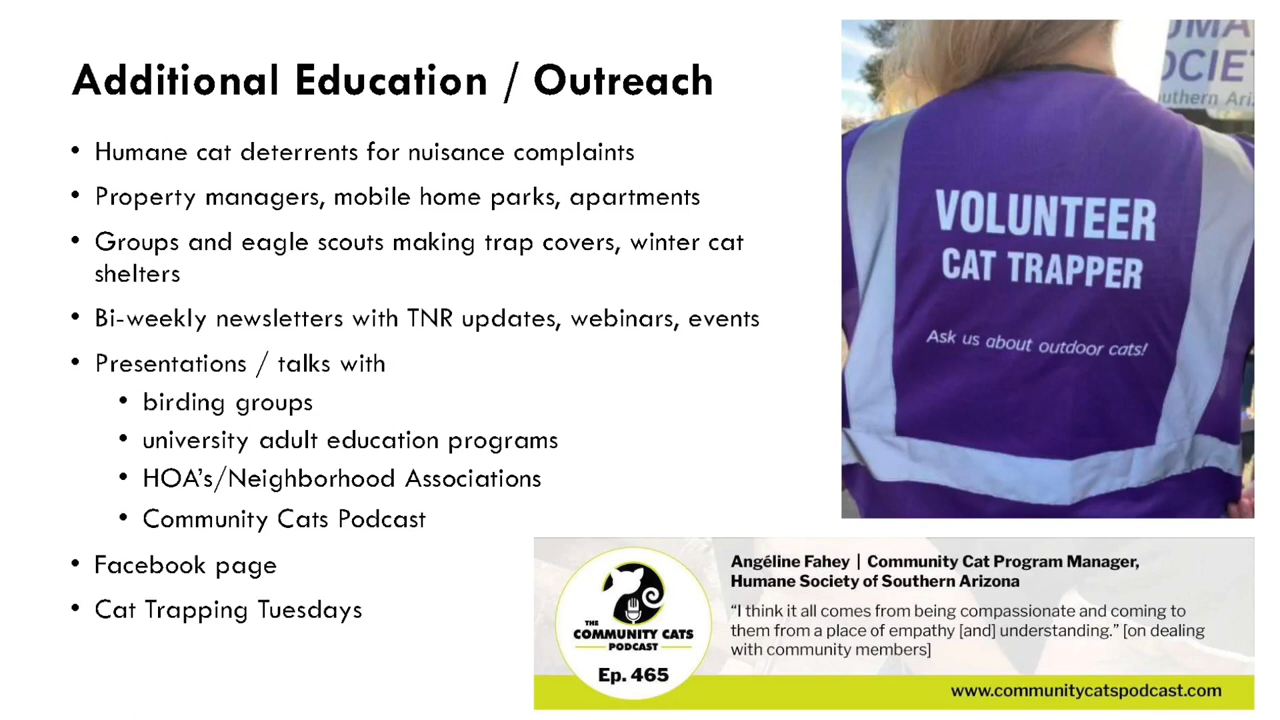 Additional Education / Outreach
• Humane cat deterrents for nuisance complaints
• Property managers, mobile home parks, apartments
• Groups and eagle scouts making trap covers, winter cat
shelters
• Bi-weekly newsletters with TNR updates, webinars, events
• Presentations / talks with
• birding groups
• university adult education programs
• HOA’s/Neighborhood Associations
• Community Cats Podcast
• Facebook page
• Cat Trapping Tuesdays
VOLUNTEER
CAT TRAPPER
Ask us about outdoor cats!
THE
COMMUNITY CATS
PODCAST
Ep. 465
Angéline Fahey | Community Cat Program Manager,
Humane Society of Southern Arizona
“I think it all comes from being compassionate and coming to
them from a place of empathy [and] understanding.” [on dealing
with community members]
www.communitycatspodcast.com